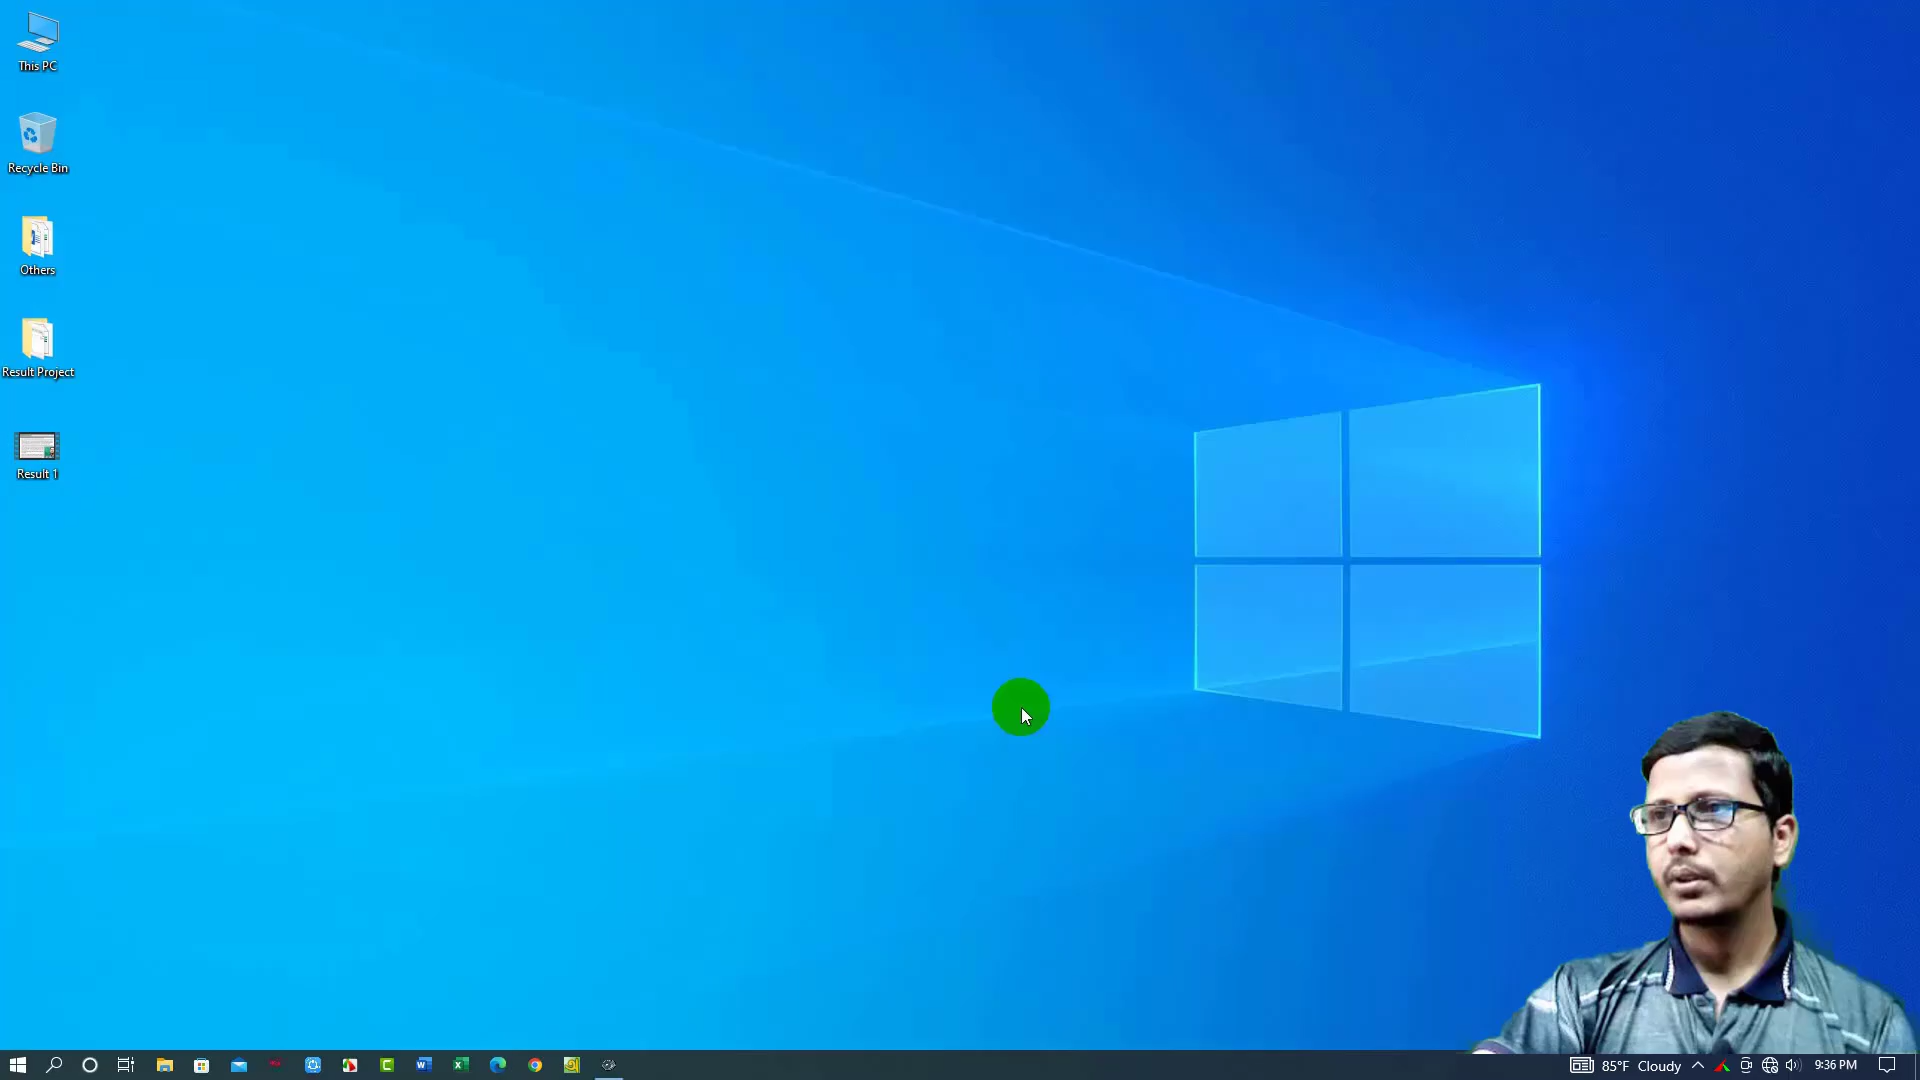 This PC
Recycle Bin
Others
Result Project
Result 1
85°F Cloudy
9:36 PM